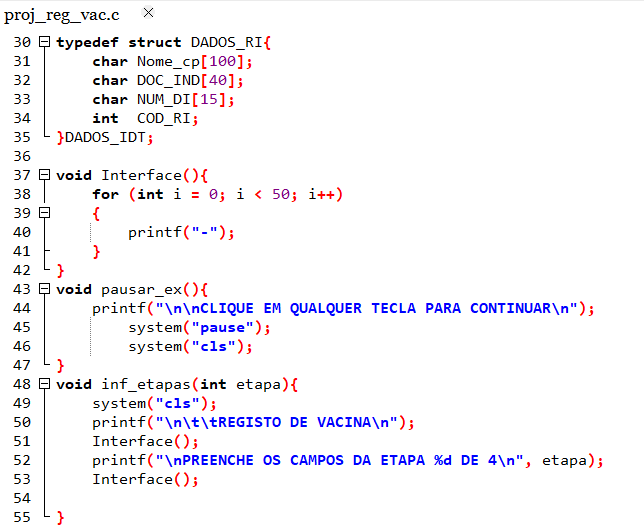 proj_reg_vac.c
30 typedef struct DADOS_RI{
31 char Nome_cp[100];
32 char DOC_IND[40];
33 char NUM_DI[15];
34 int  COD_RI;
35 }DADOS_IDT;
36
37 void Interface(){
38 for (int i = 0; i < 50; i++)
39 {
40 printf("-");
41 }
42 }
43 void pausar_ex(){
44 printf("\n\nCLIQUE EM QUALQUER TECLA PARA CONTINUAR\n");
45 system("pause");
46 system("cls");
47 }
48 void inf_etapas(int etapa){
49 system("cls");
50 printf("\n\t\tREGISTO DE VACINA\n");
51 Interface();
52 printf("\nPREENCHE OS CAMPOS DA ETAPA %d DE 4\n", etapa);
53 Interface();
54
55 }